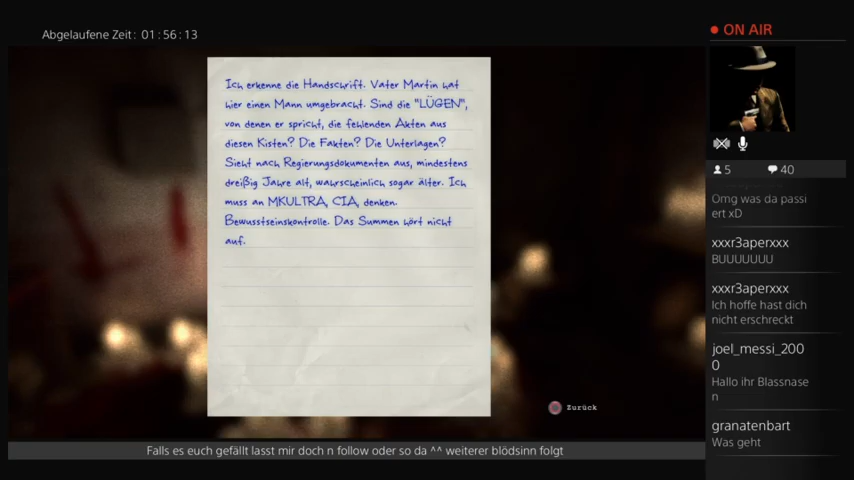 Abgelaufene Zeit: 01:56:13
Ich erkenne die Handschrift. Vater Martin hat
hier einen Mann umgebracht. Sind die "LÜGEN",
von denen er spricht, die fehlenden Akten aus
diesen Kisten? Die Fakten? Die Unterlagen?
Sieht nach Regierungsdokumenten aus, mindestens
dreißig Jahre alt, wahrscheinlich sogar älter. Ich
muss an MKULTRA, CIA, denken.
Bewusstseinskontrolle. Das Summen hört nicht
auf.
Zurück
Falls es euch gefällt lasst mir doch n follow oder so da ^^ weiterer blödsinn folgt
ON AIR
5 40
Omg was da passi
ert xD
xxxr3aperxxx
BUUUUUUU
xxxr3aperxxx
Ich hoffe hast dich
nicht erschreckt
joel_messi_200
0
Hallo ihr Blassnase
n
granatenbart
Was geht